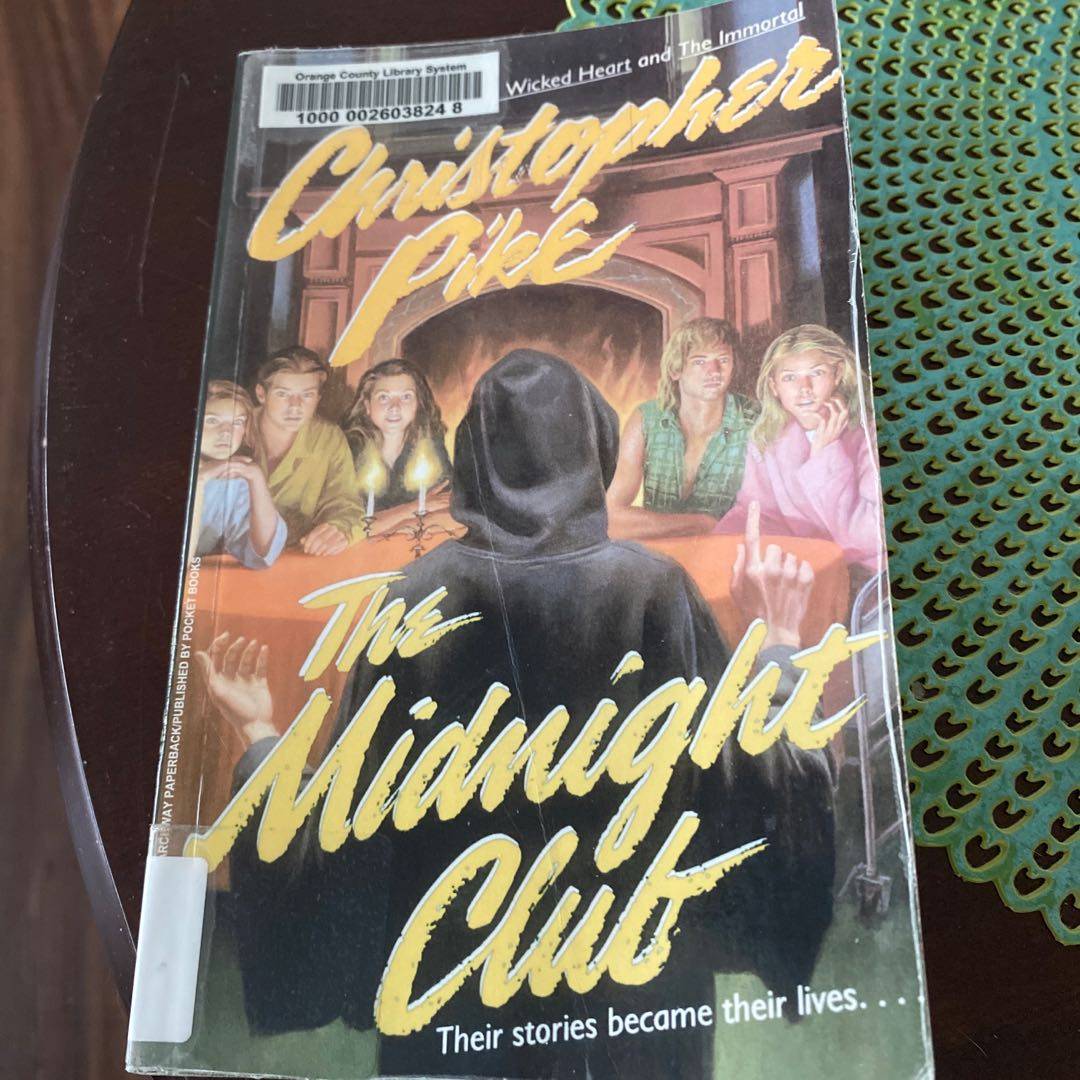 Orange County Library System
1000 002603824 8
Wicked Heart and The Immortal
Christopher
Pike
The
Midnight
Club
Their stories became their lives. . . .
PAPERBACK/PUBLISHED BY POCKET BOOKS